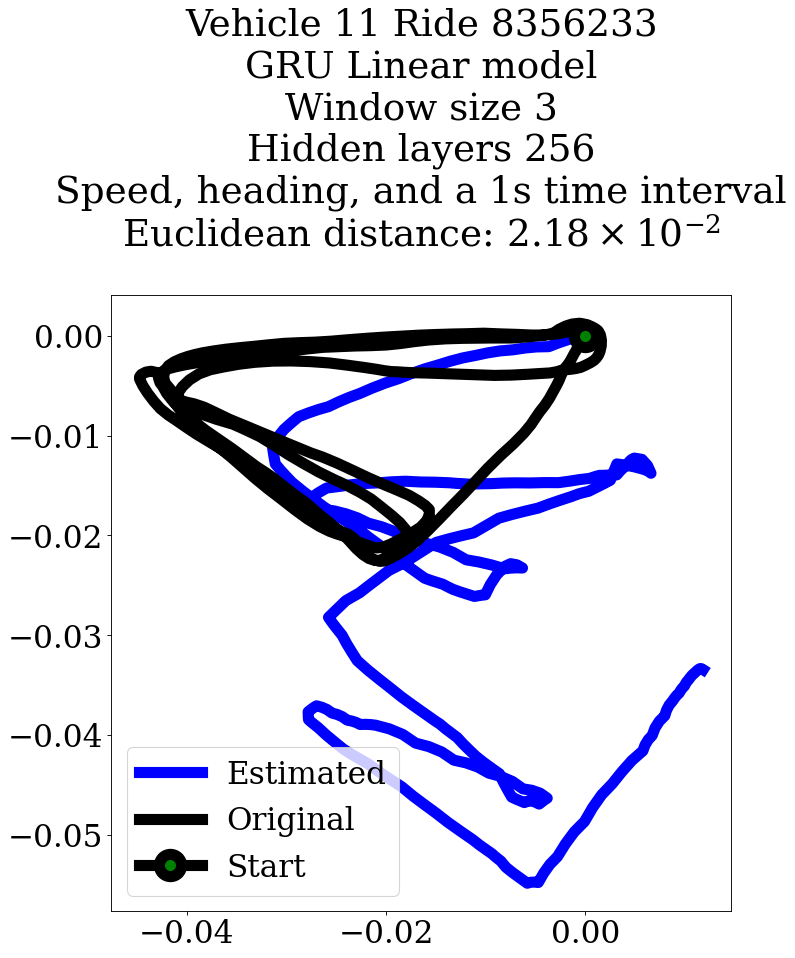 Vehicle 11 Ride 8356233
GRU Linear model
Window size 3
Hidden layers 256
Speed, heading, and a 1s time interval
Euclidean distance: 2.18 × 10⁻²
0.00
−0.01
−0.02
−0.03
−0.04
−0.05
Estimated
Original
Start
−0.04 −0.02 0.00